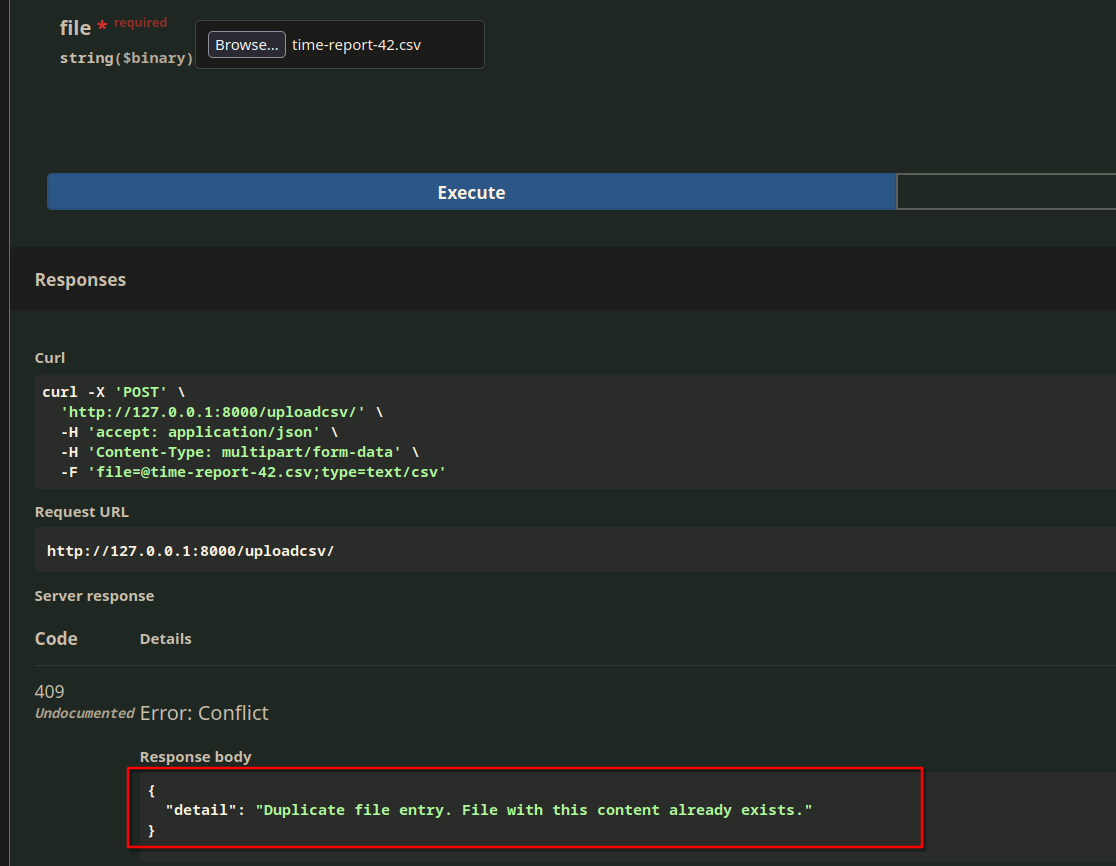 file * required
string($binary)
Browse... time-report-42.csv
Execute
Responses
Curl
curl -X 'POST' \
  'http://127.0.0.1:8000/uploadcsv/' \
  -H 'accept: application/json' \
  -H 'Content-Type: multipart/form-data' \
  -F 'file=@time-report-42.csv;type=text/csv'
Request URL
http://127.0.0.1:8000/uploadcsv/
Server response
Code Details
409
Undocumented Error: Conflict
Response body
{
  "detail": "Duplicate file entry. File with this content already exists."
}